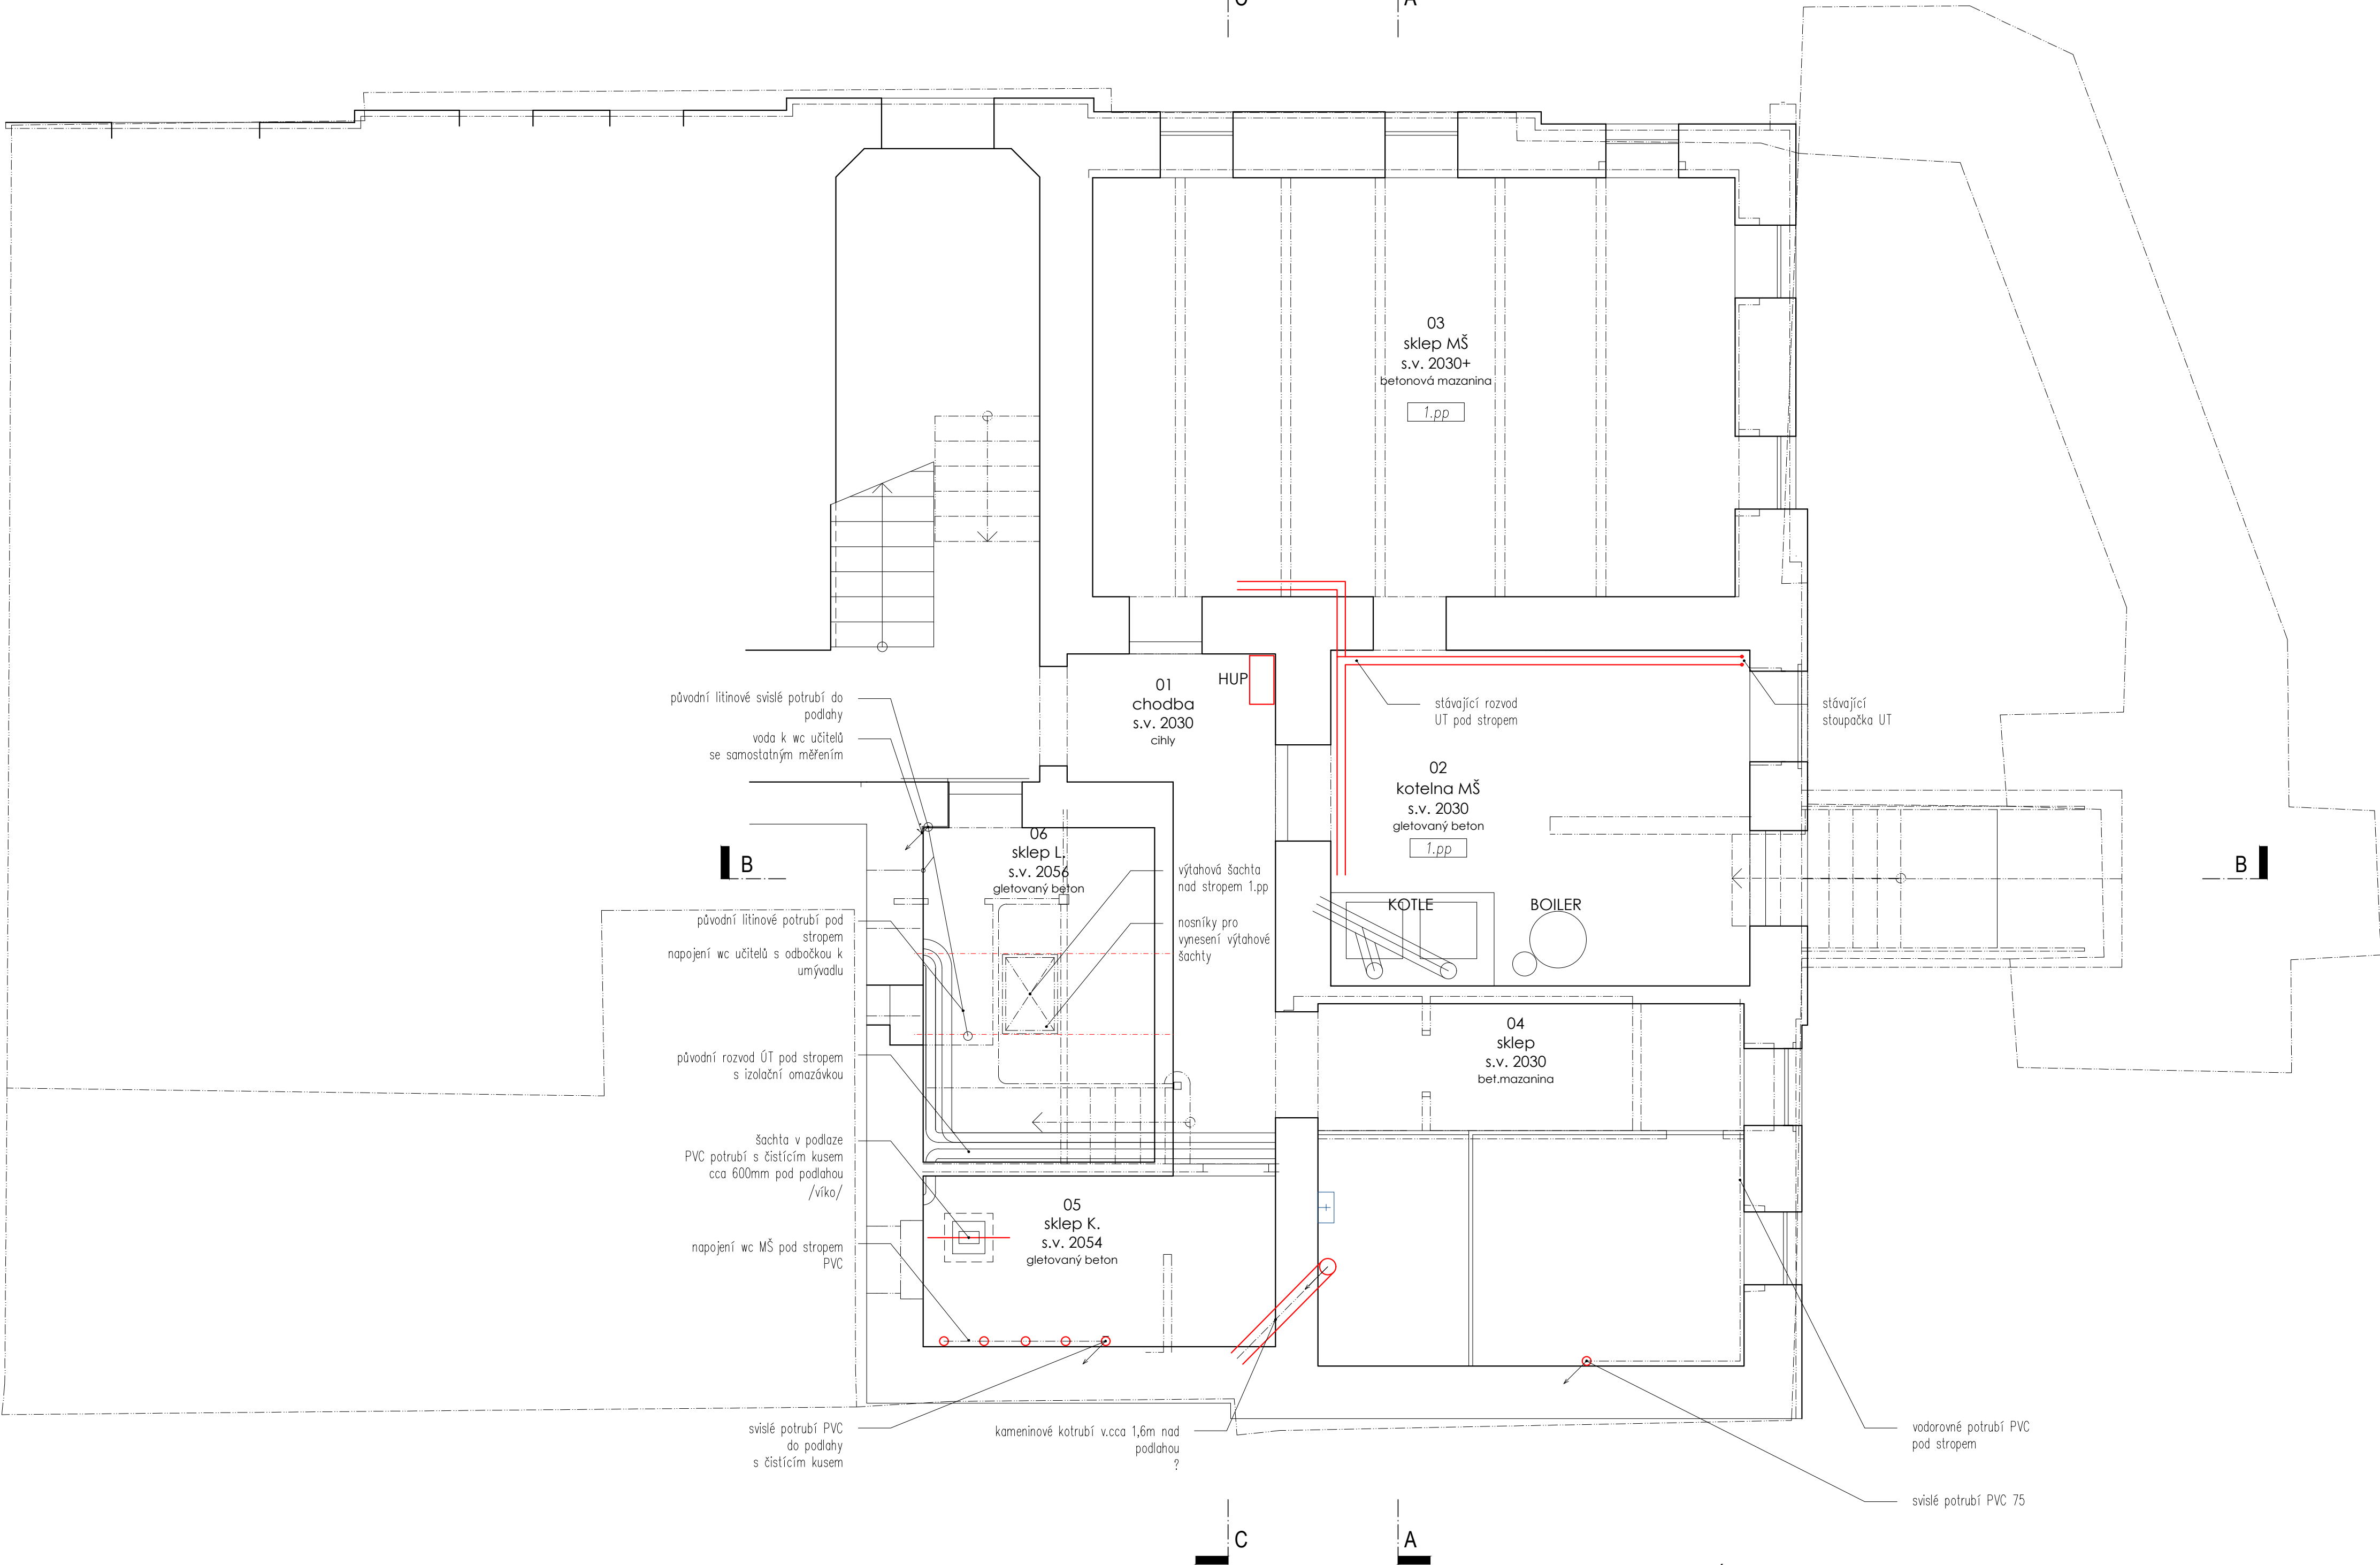 C
A
03
sklep MŠ
s.v. 2030+
betonová mazanina
1.pp
HUP
01
chodba
s.v. 2030
cihly
původní litinové svislé potrubí do
podlahy
voda k wc učitelů
se samostatným měřením
stávající rozvod
UT pod stropem
stávající
stoupačka UT
02
kotelna MŠ
s.v. 2030
gletovaný beton
1.pp
B
B
06
sklep L.
s.v. 2056
gletovaný beton
výtahová šachta
nad stropem 1.pp
nosníky pro
vynesení výtahové
šachty
KOTLE
BOILER
původní litinové potrubí pod
stropem
napojení wc učitelů s odbočkou k
umývadlu
původní rozvod ÚT pod stropem
s izolační omazávkou
04
sklep
s.v. 2030
bet.mazanina
šachta v podlaze
PVC potrubí s čistícím kusem
cca 600mm pod podlahou
/víko/
05
sklep K.
s.v. 2054
gletovaný beton
napojení wc MŠ pod stropem
PVC
svislé potrubí PVC
do podlahy
s čistícím kusem
kameninové kotrubí v.cca 1,6m nad
podlahou
?
vodorovné potrubí PVC
pod stropem
svislé potrubí PVC 75
C
A